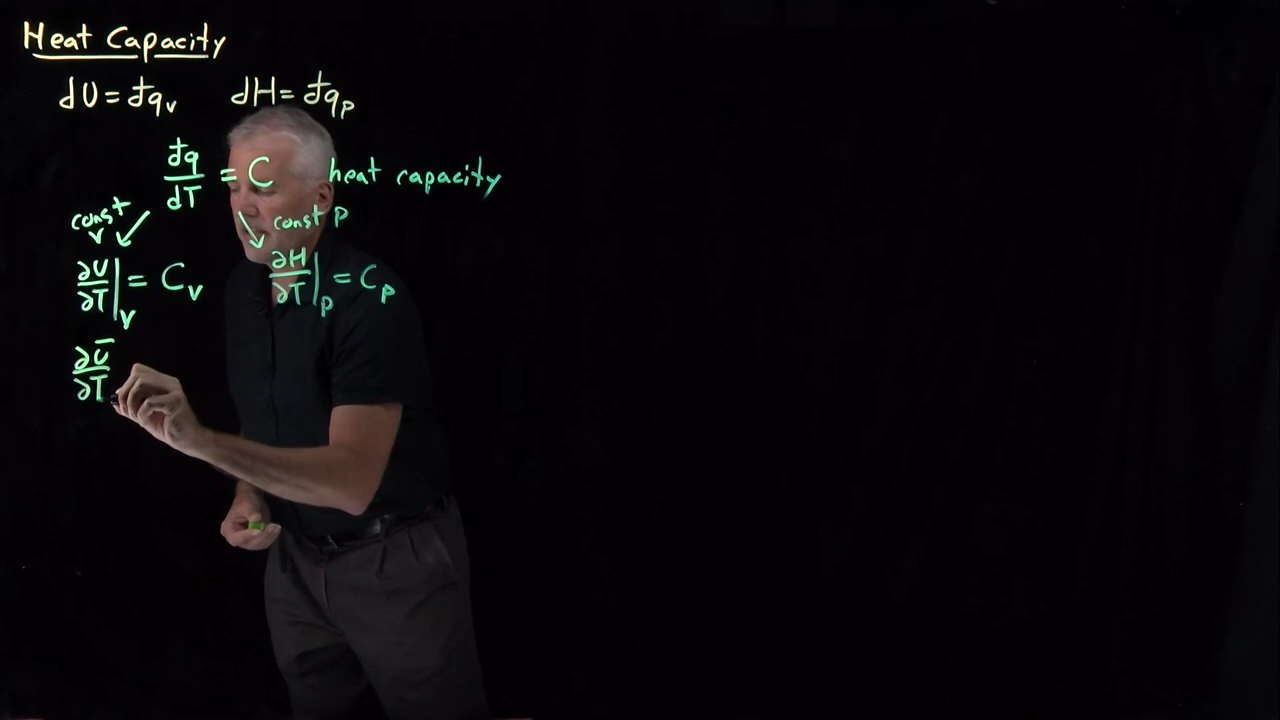 Heat Capacity
dU = đq_V    dH = đq_P
đq/dT = C    heat capacity
const V    const P
∂U/∂T|_V = C_V    ∂H/∂T|_P = C_P
∂U̅/∂T